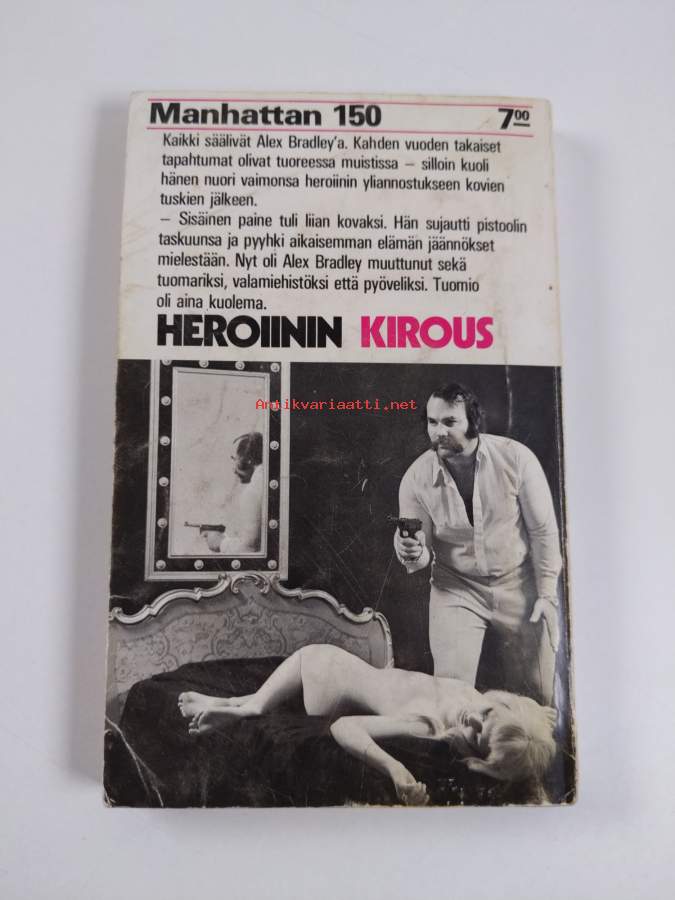 Manhattan 150 7⁰⁰
Kaikki säälivät Alex Bradley'a. Kahden vuoden takaiset
tapahtumat olivat tuoreessa muistissa – silloin kuoli
hänen nuori vaimonsa heroiinin yliannostukseen kovien
tuskien jälkeen.
– Sisäinen paine tuli liian kovaksi. Hän sujautti pistoolin
taskuunsa ja pyyhki aikaisemman elämän jäännökset
mielestään. Nyt oli Alex Bradley muuttunut sekä
tuomariksi, valamiehistöksi että pyöveliksi. Tuomio
oli aina kuolema.
HEROIININ KIROUS
Antikvariaatti.net